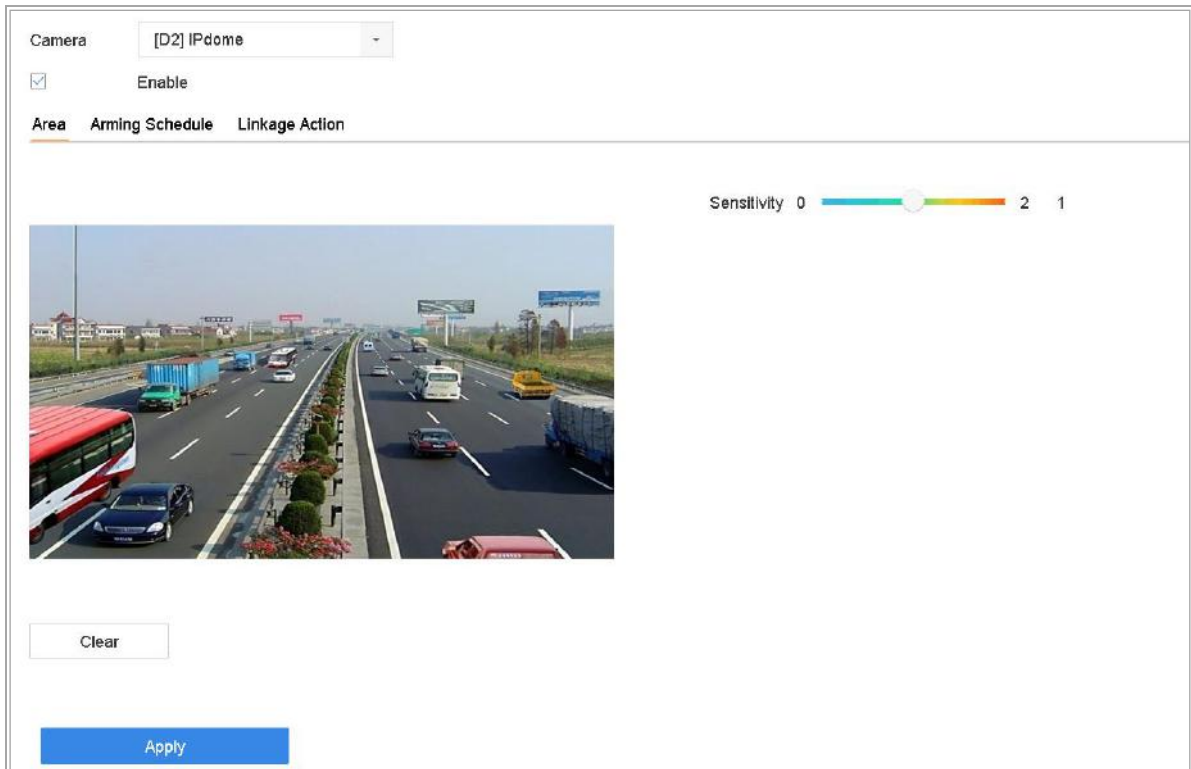 Camera [D2] IPdome
Enable
Area Arming Schedule Linkage Action
Sensitivity 0 2 1
Clear
Apply